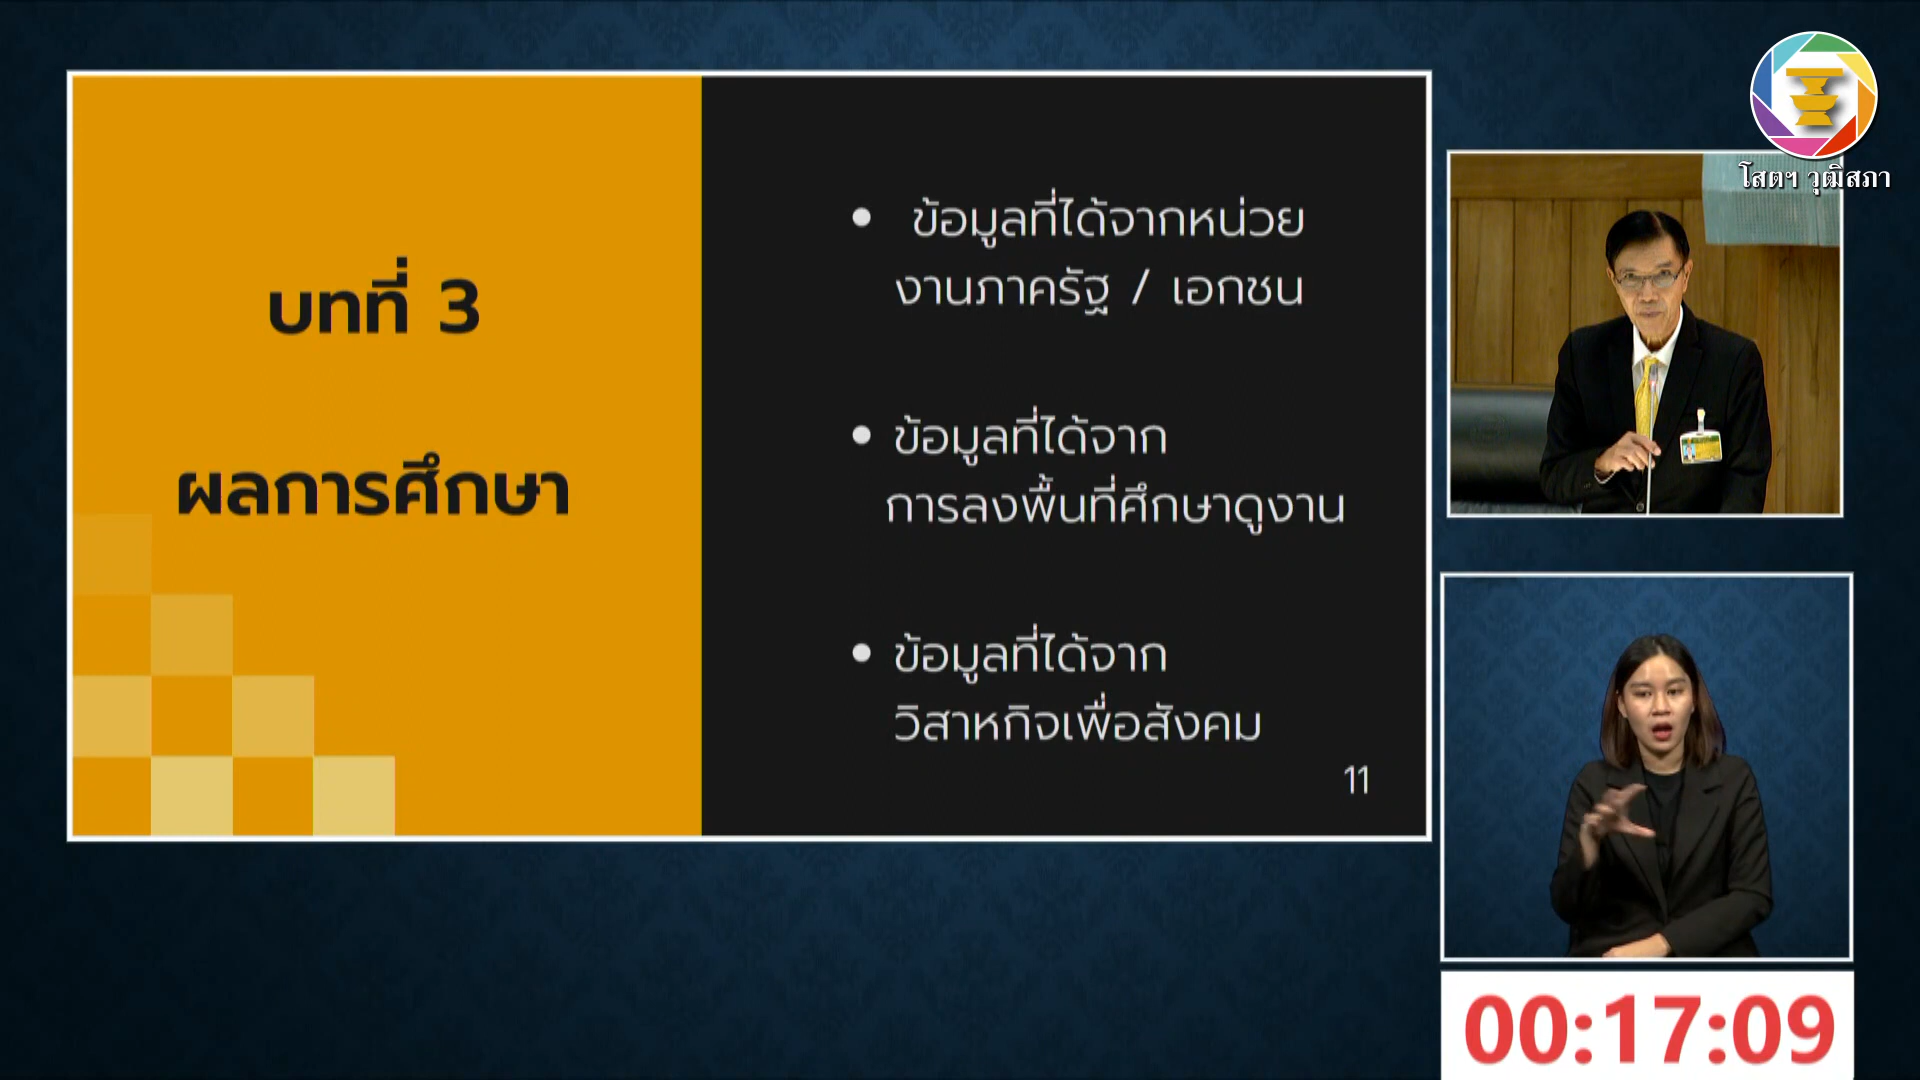 บทที่ 3
ผลการศึกษา
● ข้อมูลที่ได้จากหน่วย
งานภาครัฐ / เอกชน
● ข้อมูลที่ได้จาก
การลงพื้นที่ศึกษาดูงาน
● ข้อมูลที่ได้จาก
วิสาหกิจเพื่อสังคม
11
โสตฯ วุฒิสภา
00:17:09